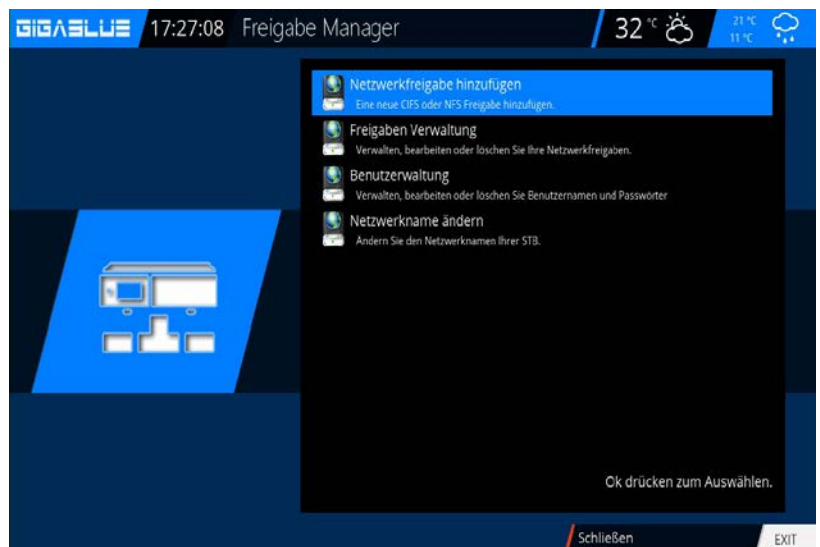 GIGABLUE 17:27:08 Freigabe Manager 32 °C 21 °C
11 °C
Netzwerkfreigabe hinzufügen
Eine neue CIFS oder NFS Freigabe hinzufügen.
Freigaben Verwaltung
Verwalten, bearbeiten oder löschen Sie Ihre Netzwerkfreigaben.
Benutzerwaltung
Verwalten, bearbeiten oder löschen Sie Benutzernamen und Passwörter
Netzwerkname ändern
Ändern Sie den Netzwerknamen Ihrer STB.
Ok drücken zum Auswählen.
Schließen EXIT